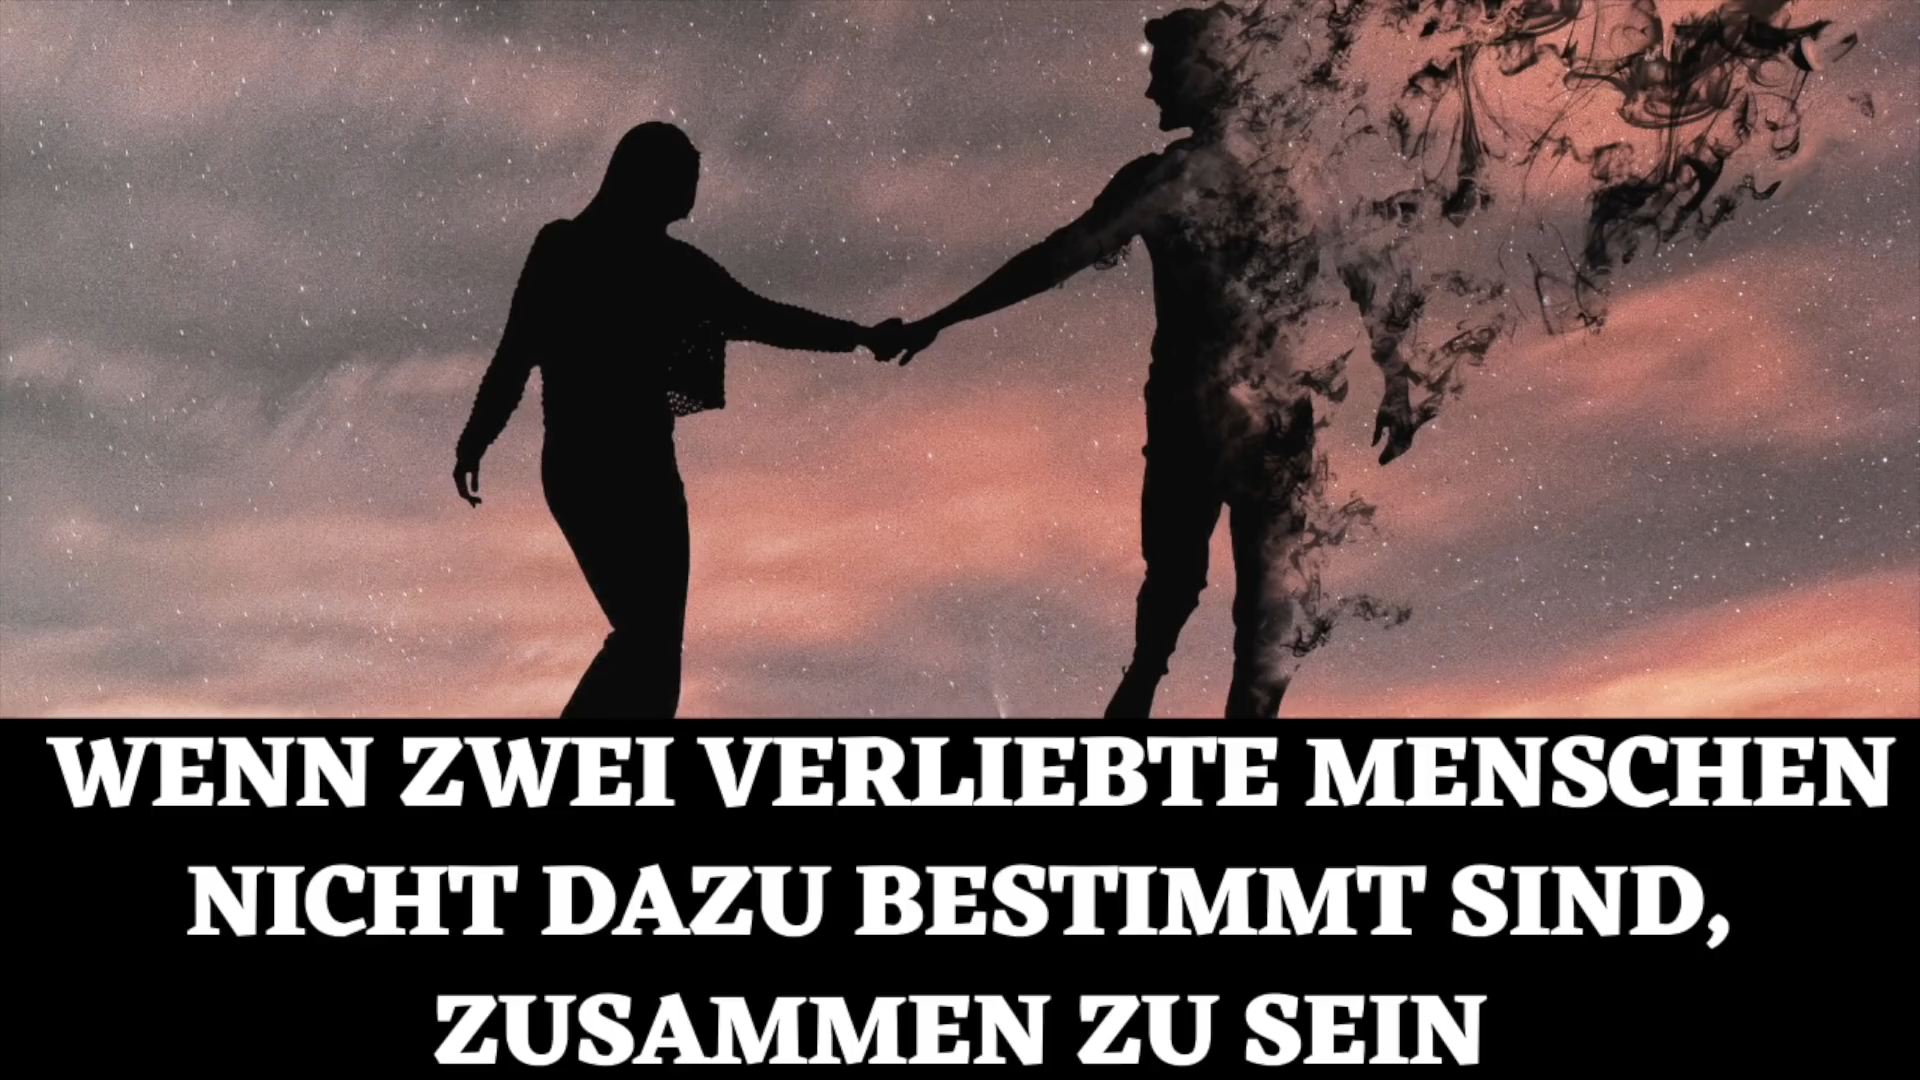 WENN ZWEI VERLIEBTE MENSCHEN
NICHT DAZU BESTIMMT SIND,
ZUSAMMEN ZU SEIN